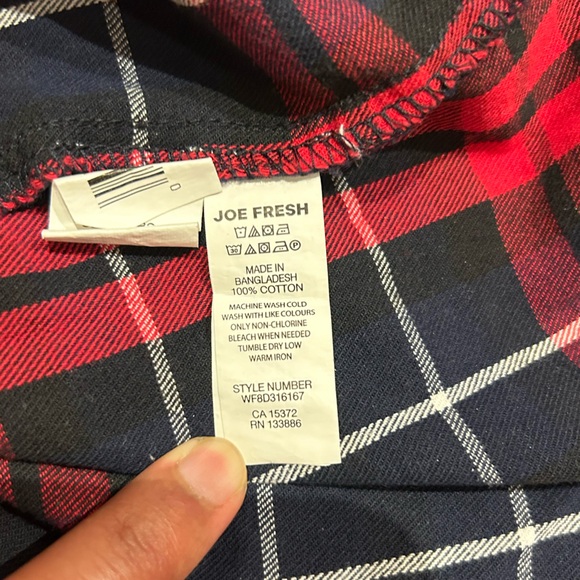 JOE FRESH
MADE IN
BANGLADESH
100% COTTON
MACHINE WASH COLD
WASH WITH LIKE COLOURS
ONLY NON-CHLORINE
BLEACH WHEN NEEDED
TUMBLE DRY LOW
WARM IRON
STYLE NUMBER
WF8D316167
CA 15372
RN 133886